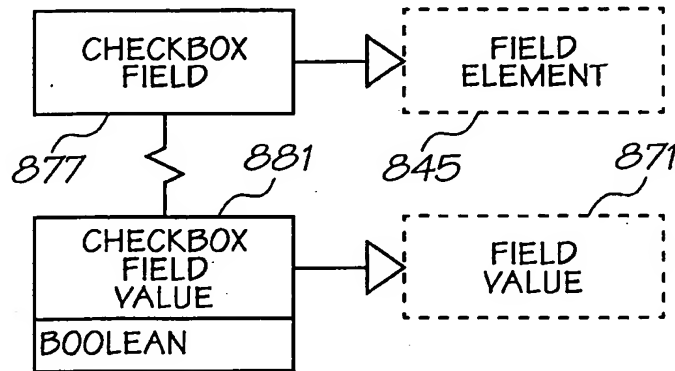 CHECKBOX
FIELD
FIELD
ELEMENT
877
881
845
871
CHECKBOX
FIELD
VALUE
FIELD
VALUE
BOOLEAN